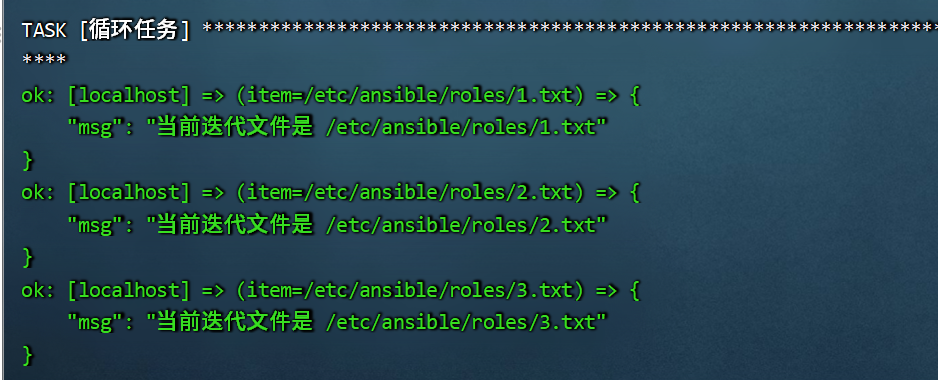 TASK [循环任务] *****************************************************************
****
ok: [localhost] => (item=/etc/ansible/roles/1.txt) => {
    "msg": "当前迭代文件是 /etc/ansible/roles/1.txt"
}
ok: [localhost] => (item=/etc/ansible/roles/2.txt) => {
    "msg": "当前迭代文件是 /etc/ansible/roles/2.txt"
}
ok: [localhost] => (item=/etc/ansible/roles/3.txt) => {
    "msg": "当前迭代文件是 /etc/ansible/roles/3.txt"
}